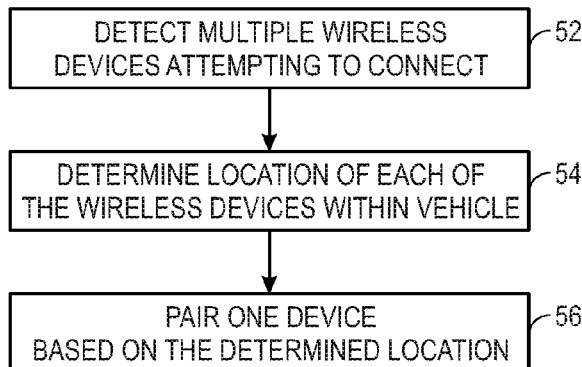 DETECT MULTIPLE WIRELESS
DEVICES ATTEMPTING TO CONNECT
52
DETERMINE LOCATION OF EACH OF
THE WIRELESS DEVICES WITHIN VEHICLE
54
PAIR ONE DEVICE
BASED ON THE DETERMINED LOCATION
56